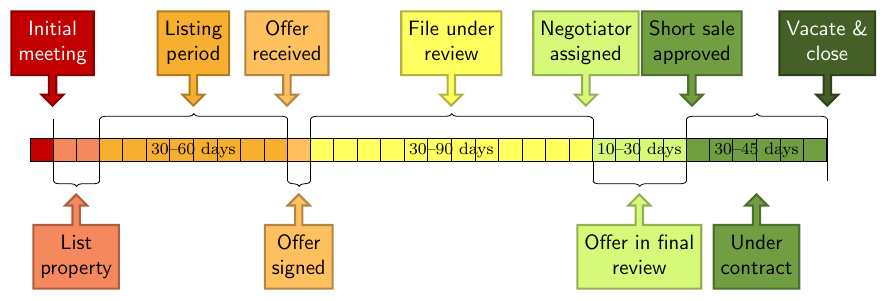 Initial
meeting
Listing
period
Offer
received
File under
review
Negotiator
assigned
Short sale
approved
Vacate &
close
30–60 days
30–90 days
10–30 days
30–45 days
List
property
Offer
signed
Offer in final
review
Under
contract